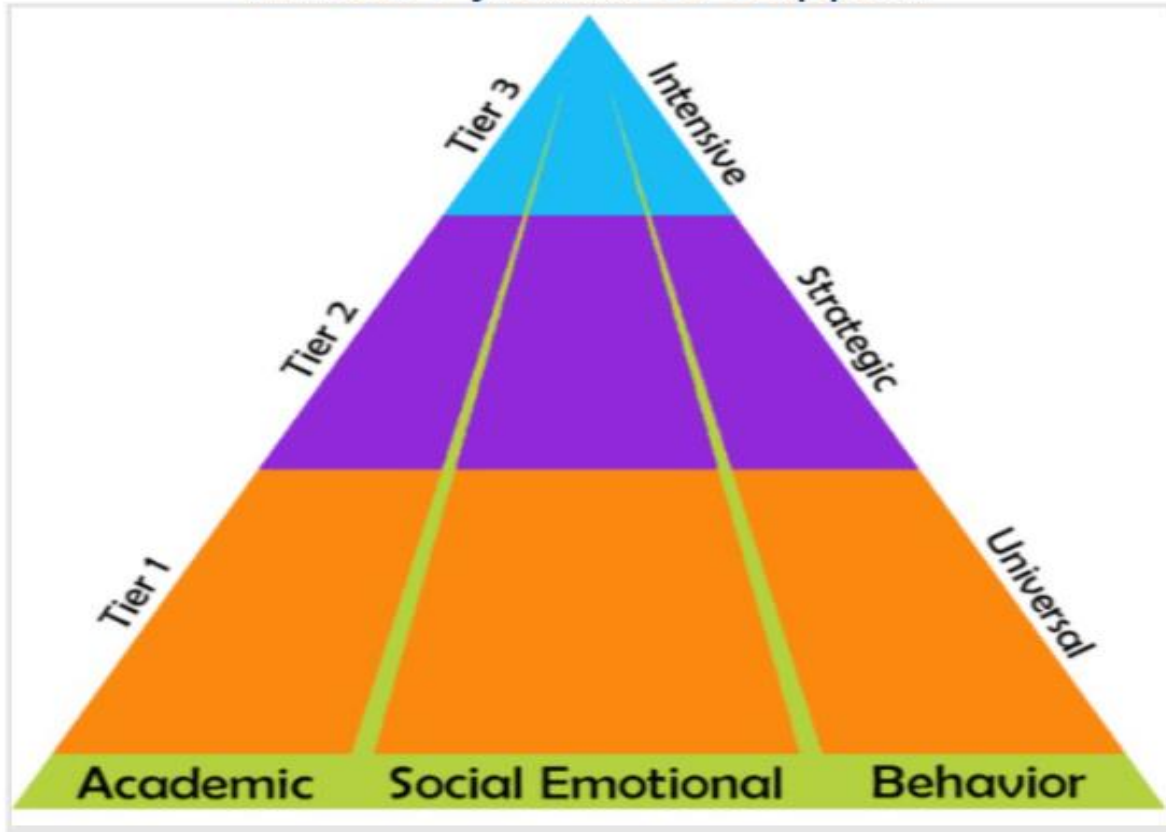 Tier 3
Intensive
Tier 2
Strategic
Tier 1
Universal
Academic Social Emotional Behavior